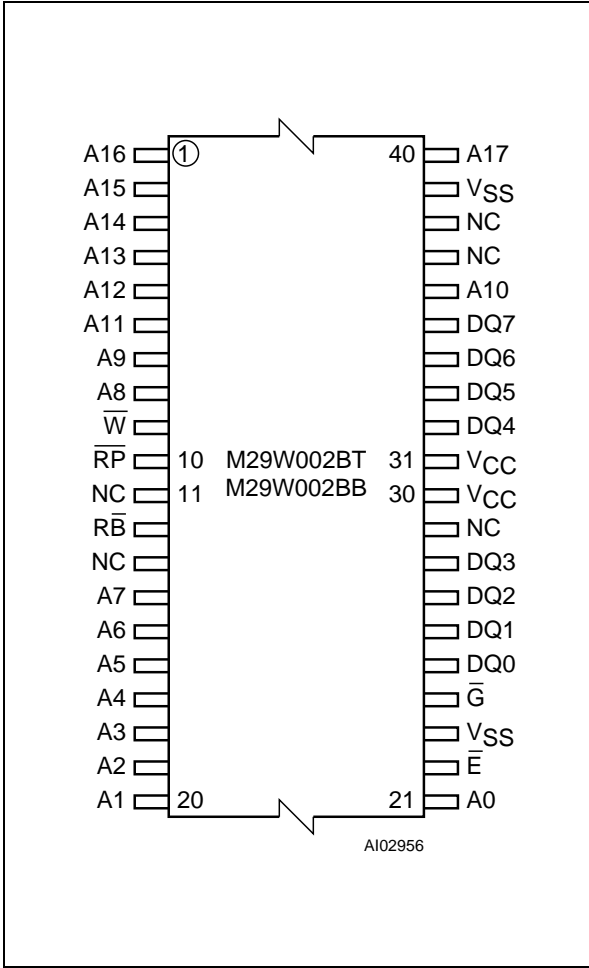 A16 ① 40 A17
A15 VSS
A14 NC
A13 NC
A12 A10
A11 DQ7
A9 DQ6
A8 DQ5
W̅ DQ4
R̅P̅ 10 M29W002BT 31 VCC
NC 11 M29W002BB 30 VCC
RB̅ NC
NC DQ3
A7 DQ2
A6 DQ1
A5 DQ0
A4 G̅
A3 VSS
A2 E̅
A1 20 21 A0
AI02956